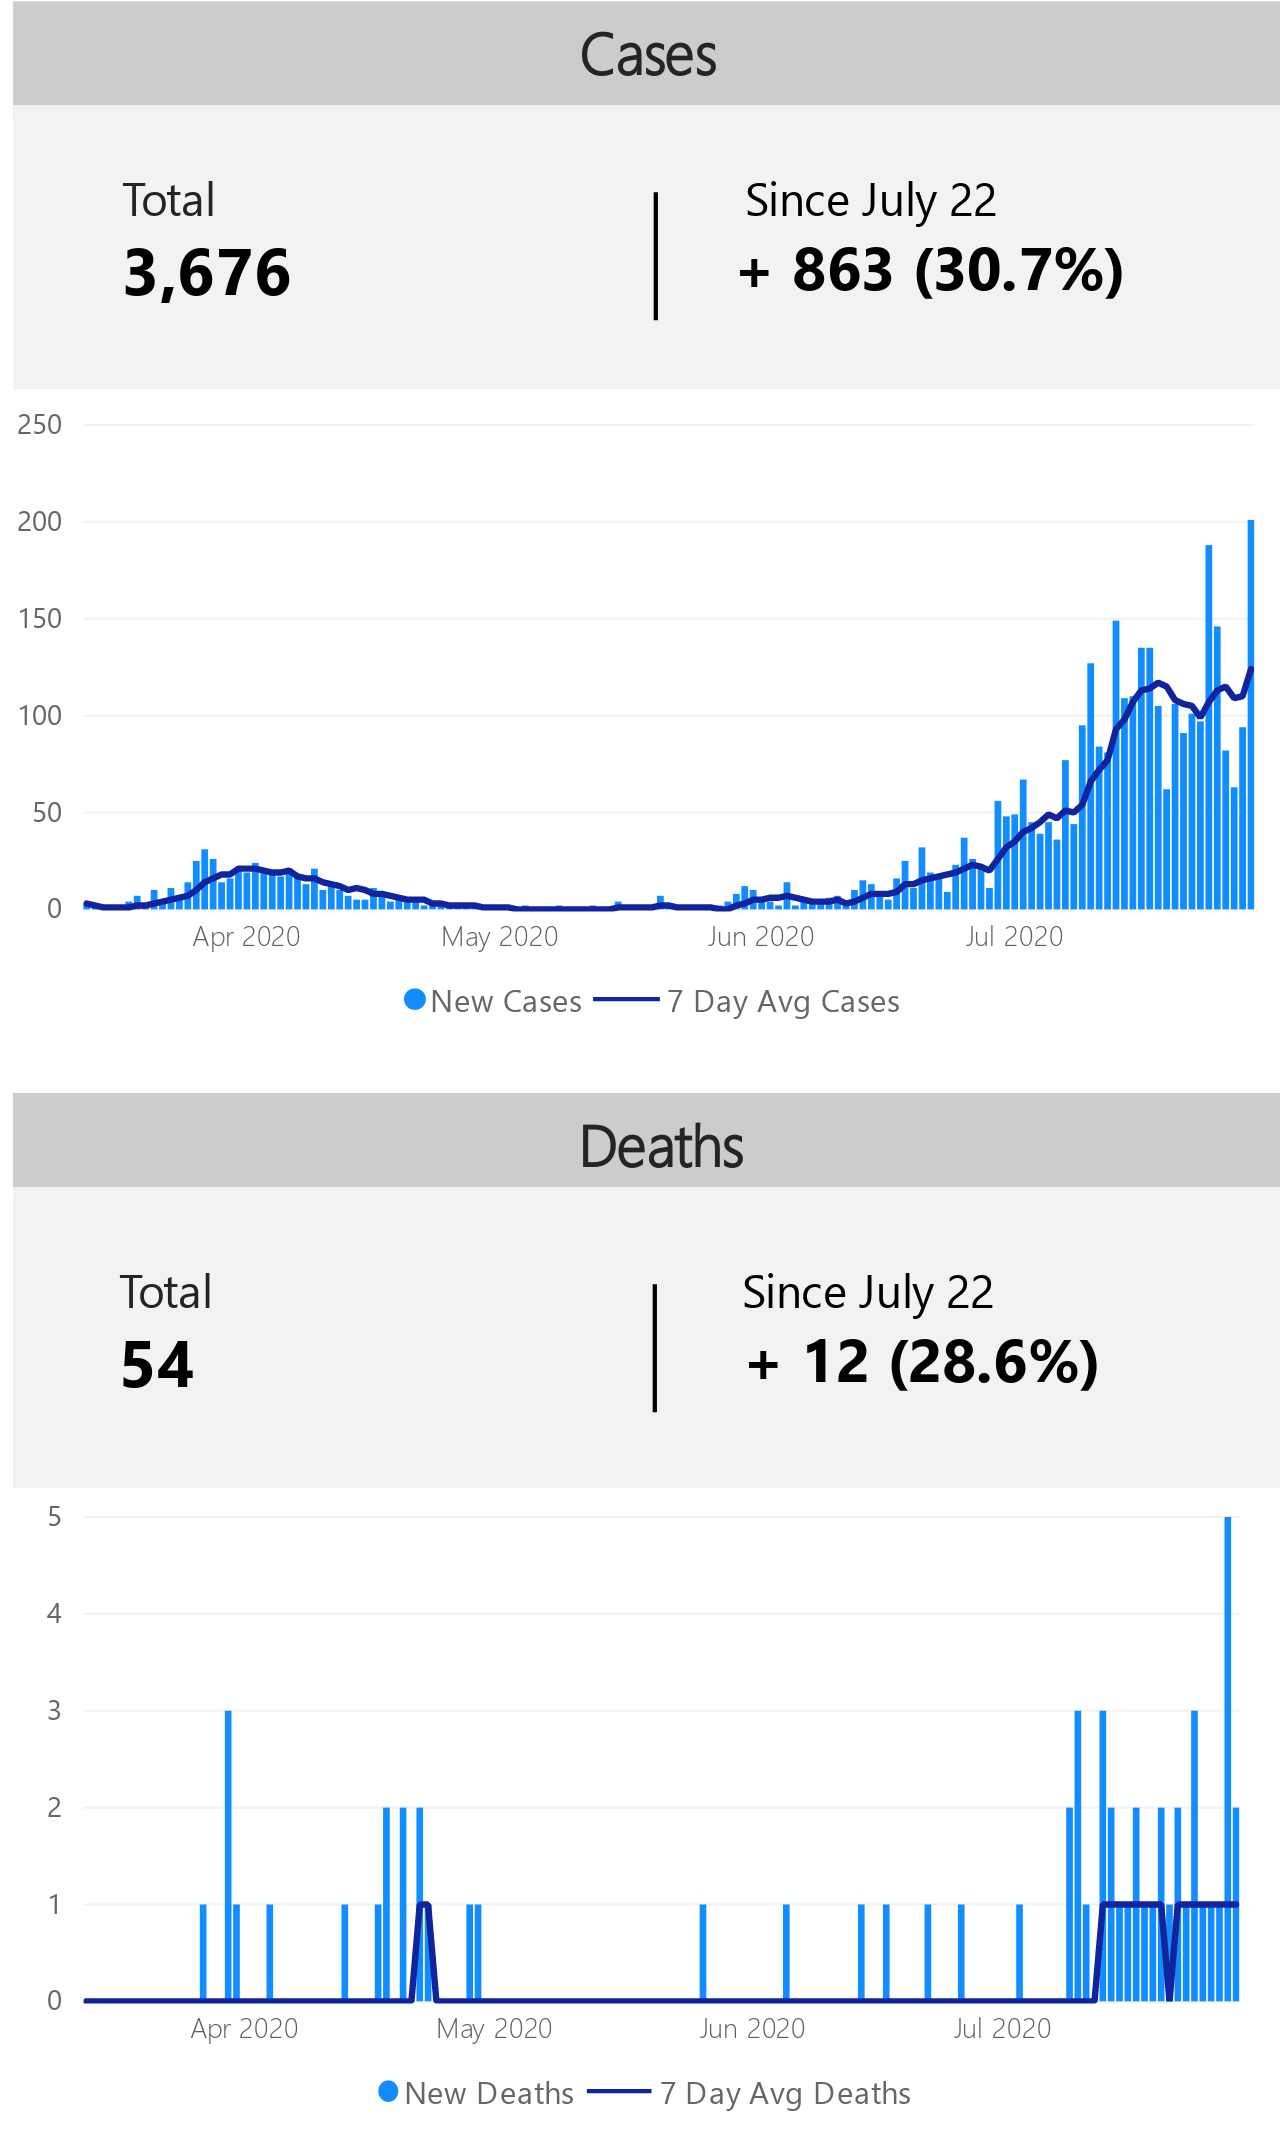 Cases
Total
Since July 22
3,676
+ 863 (30.7%)
250
200
150
100
50
0
Apr 2020
May 2020
Jun 2020
Jul 2020
New Cases
7 Day Avg Cases
Deaths
Total
Since July 22
54
+ 12 (28.6%)
5
4
3
2
1
0
Apr 2020
May 2020
Jun 2020
Jul 2020
New Deaths
7 Day Avg Deaths